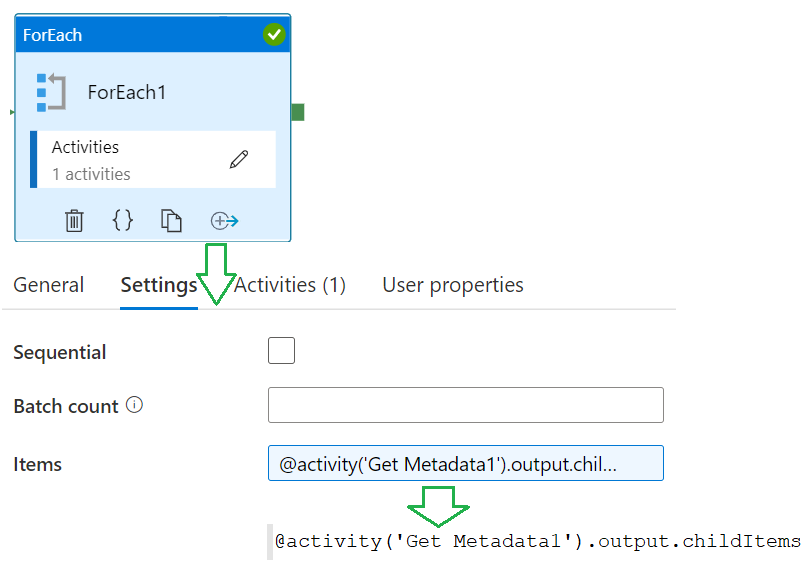 ForEach
ForEach1
Activities
1 activities
General Settings Activities (1) User properties
Sequential
Batch count
Items @activity('Get Metadata1').output.chil...
@activity('Get Metadata1').output.childItems